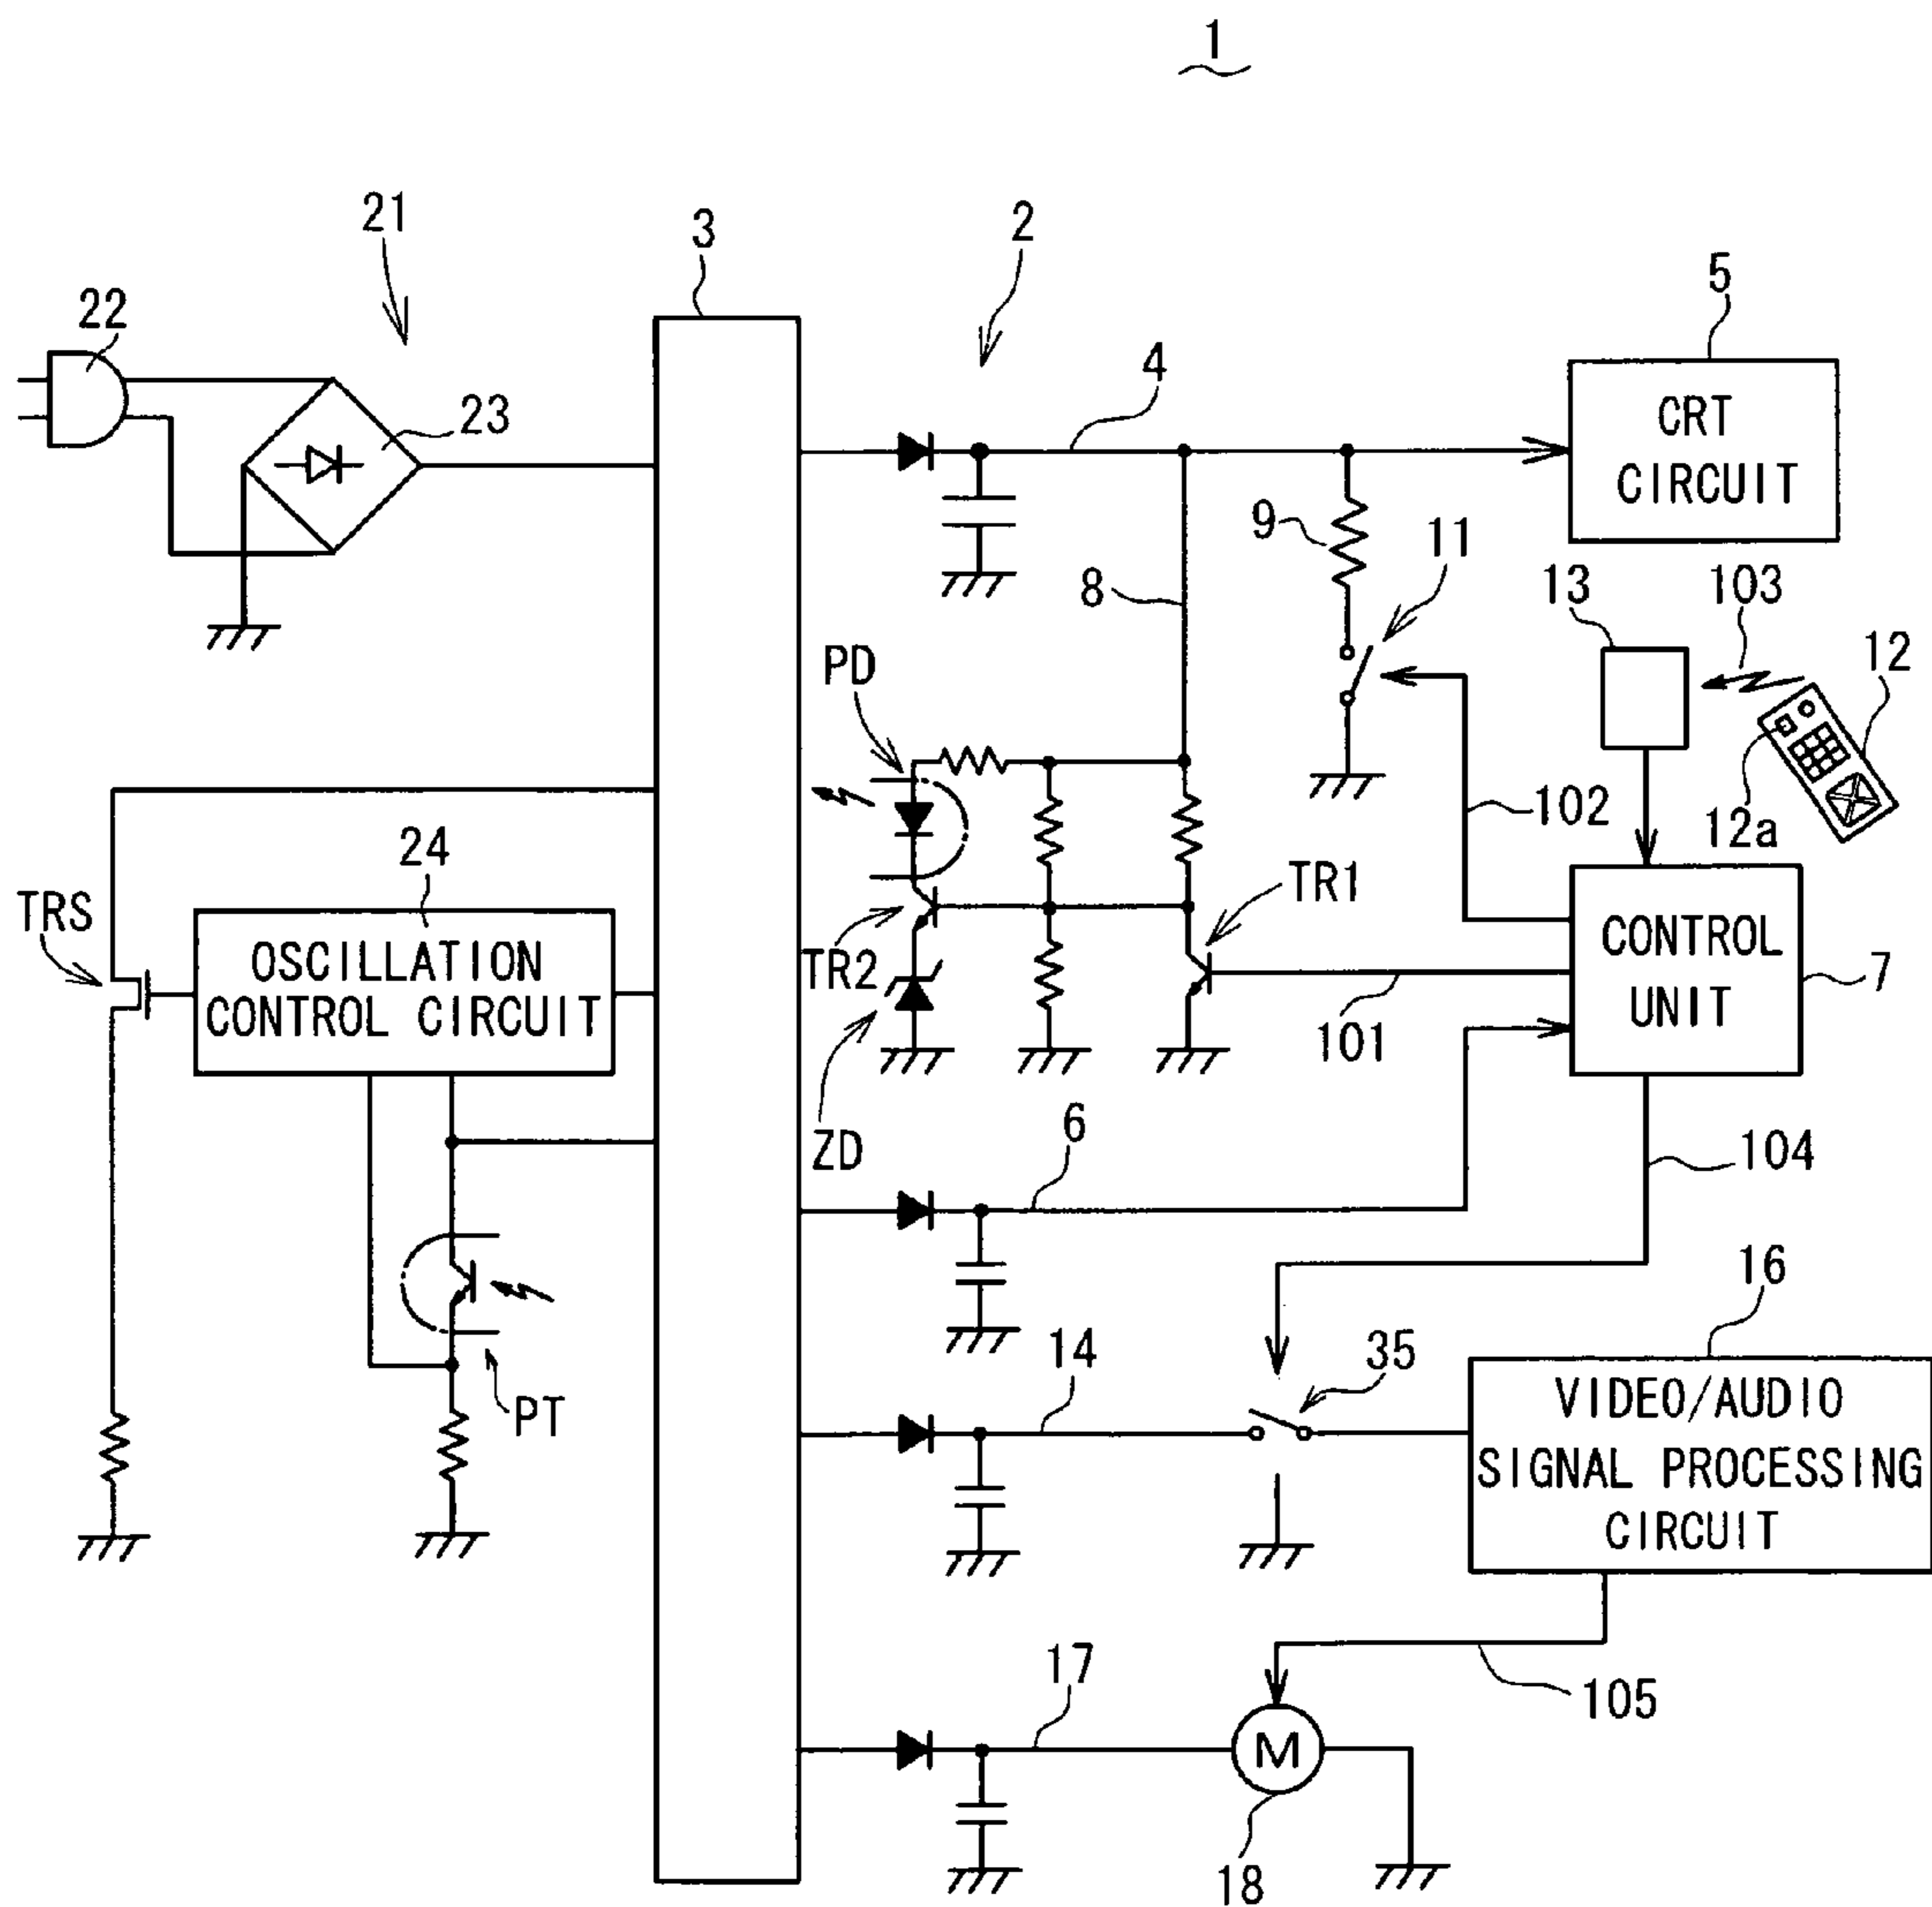 1
21
3
2
22
5
4
23
CRT
CIRCUIT
9
11
13
103
8
12
PD
102
12a
24
TR1
TRS
OSCILLATION
CONTROL CIRCUIT
TR2
CONTROL
UNIT
7
101
6
ZD
104
16
14
35
PT
VIDEO/AUDIO
SIGNAL PROCESSING
CIRCUIT
17
105
M
18